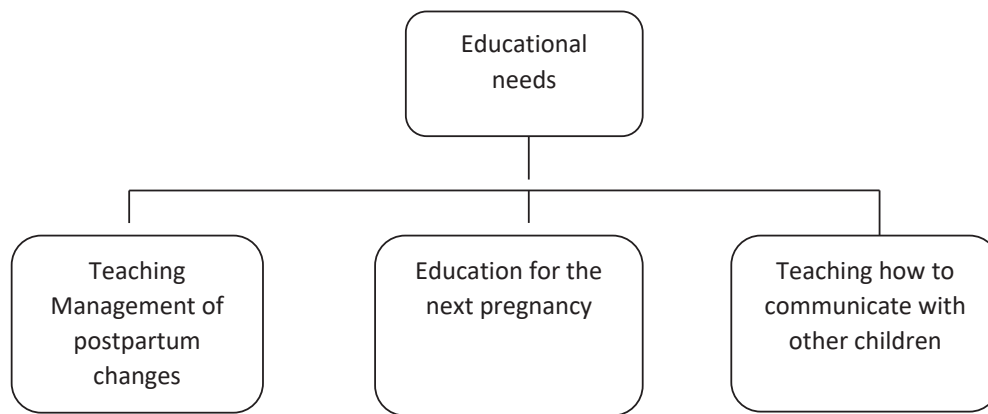 Educational
needs
Teaching
Management of
postpartum
changes
Education for the
next pregnancy
Teaching how to
communicate with
other children